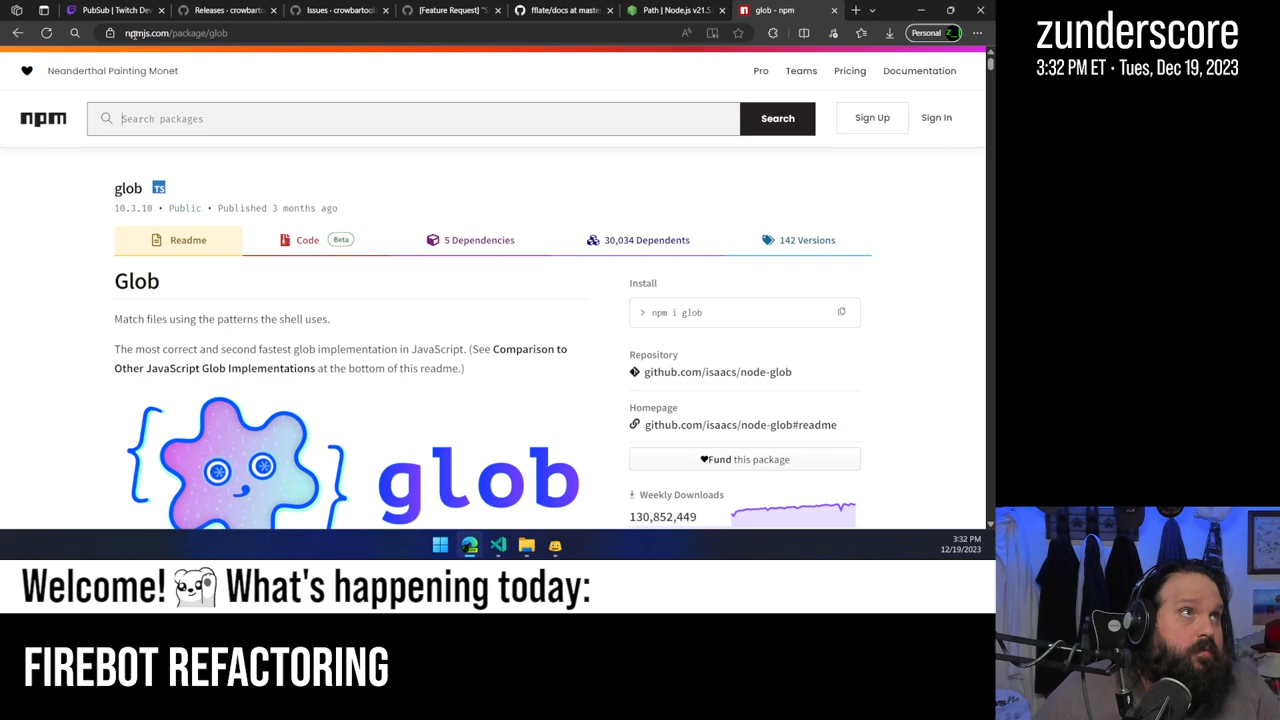 PubSub | Twitch Dev
Releases · crowbarto
Issues · crowbartools
[Feature Request] "S
fflate/docs at maste
Path | Node.js v21.5
glob - npm
npmjs.com/package/glob
Personal
Neanderthal Painting Monet
Pro
Teams
Pricing
Documentation
npm
Search packages
Search
Sign Up
Sign In
glob TS
10.3.10 • Public • Published 3 months ago
Readme
Code Beta
5 Dependencies
30,034 Dependents
142 Versions
Glob
Match files using the patterns the shell uses.
The most correct and second fastest glob implementation in JavaScript. (See Comparison to
Other JavaScript Glob Implementations at the bottom of this readme.)
glob
Install
> npm i glob
Repository
github.com/isaacs/node-glob
Homepage
github.com/isaacs/node-glob#readme
Fund this package
Weekly Downloads
130,852,449
3:32 PM
12/19/2023
zunderscore
3:32 PM ET · Tues, Dec 19, 2023
Welcome! What's happening today:
FIREBOT REFACTORING